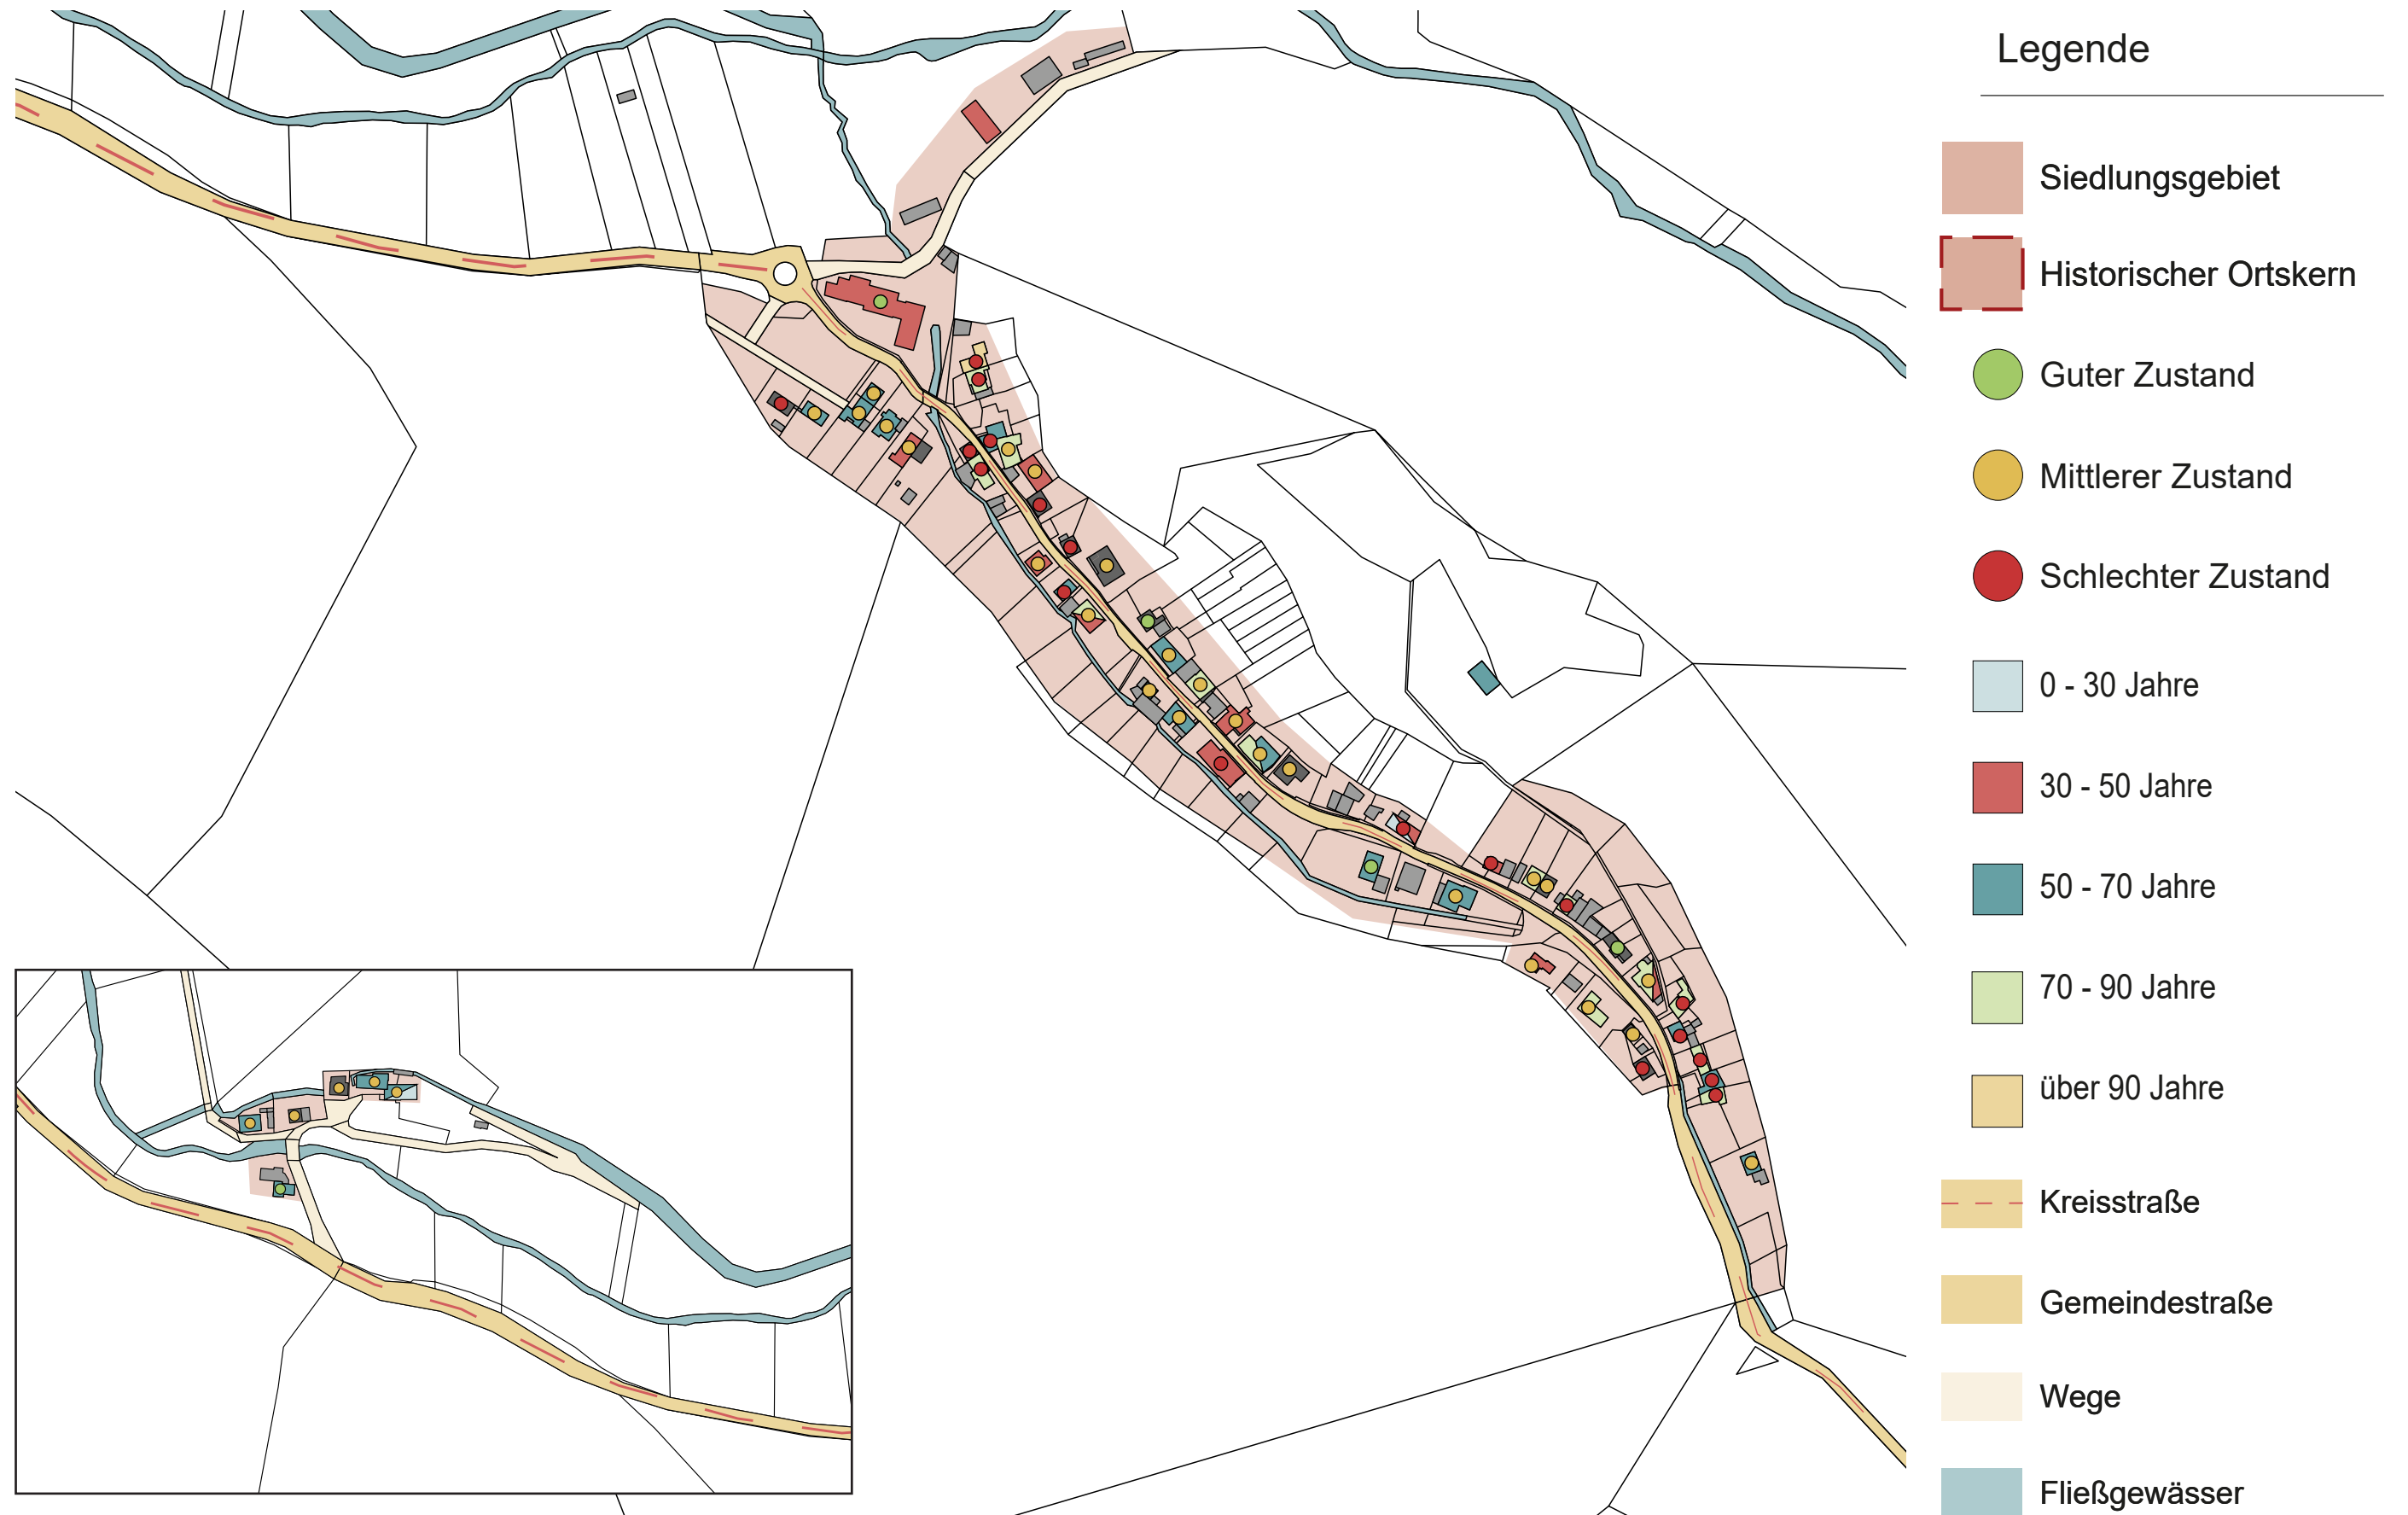 Legende
Siedlungsgebiet
Historischer Ortskern
Guter Zustand
Mittlerer Zustand
Schlechter Zustand
0 - 30 Jahre
30 - 50 Jahre
50 - 70 Jahre
70 - 90 Jahre
über 90 Jahre
Kreisstraße
Gemeindestraße
Wege
Fließgewässer